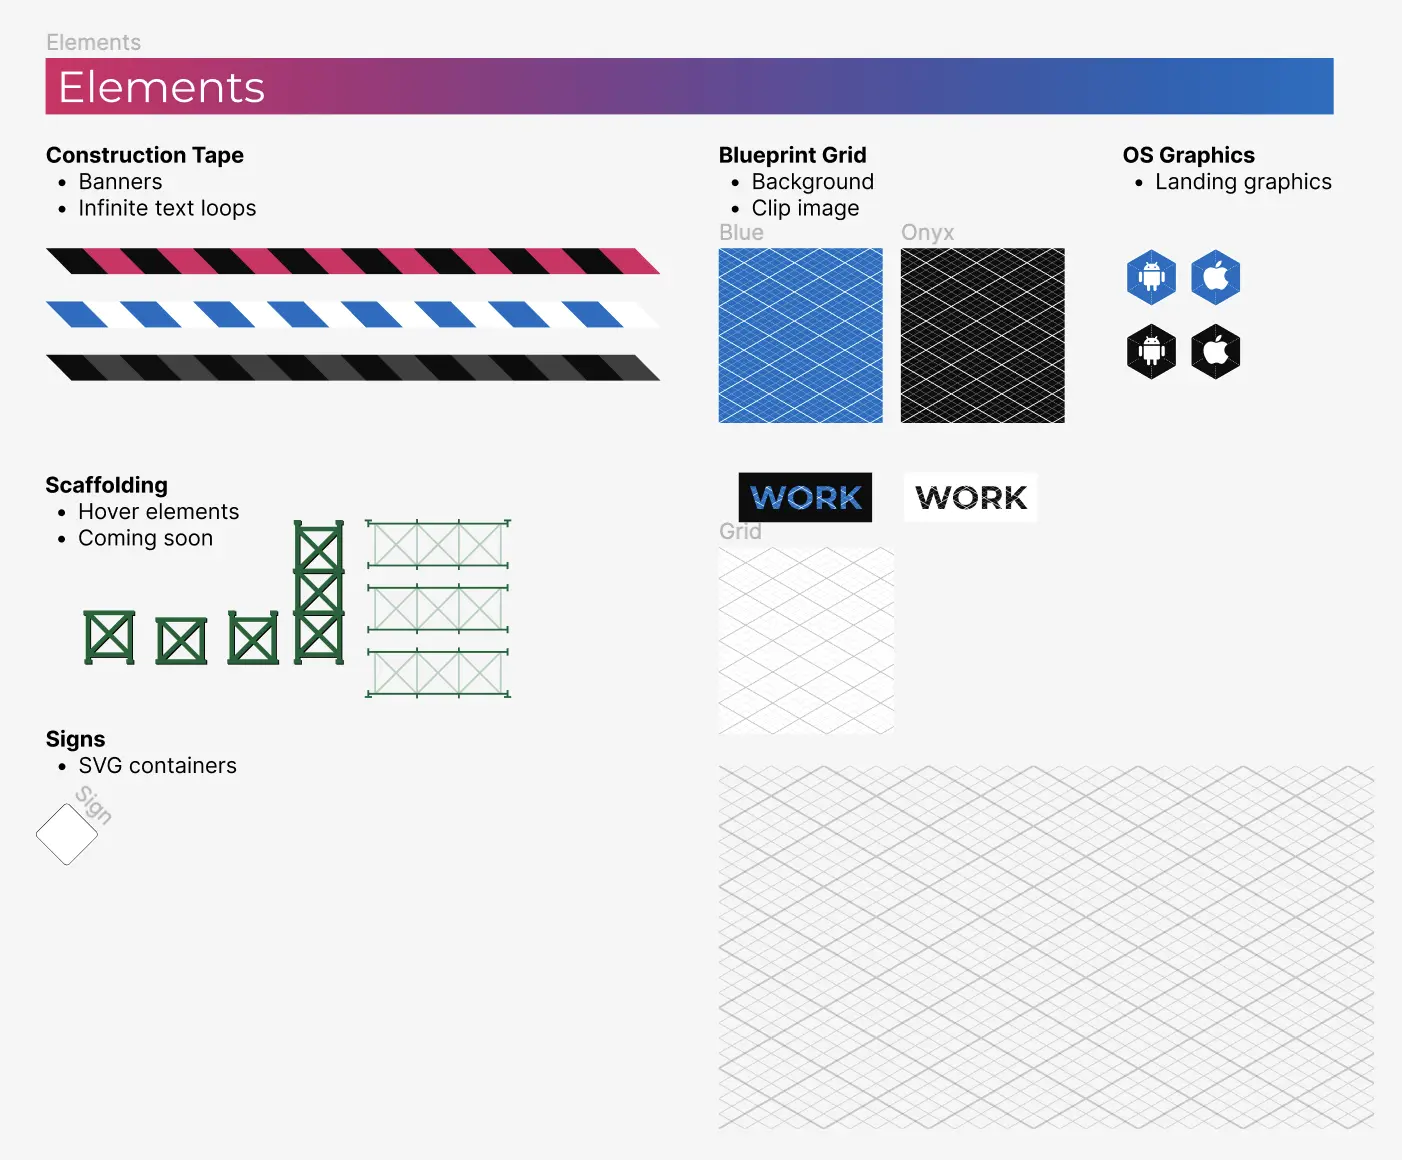 Elements
Elements
Construction Tape
• Banners
• Infinite text loops
Blueprint Grid
• Background
• Clip image
OS Graphics
• Landing graphics
Blue
Onyx
WORK
WORK
Grid
Scaffolding
• Hover elements
• Coming soon
Signs
• SVG containers
Sign